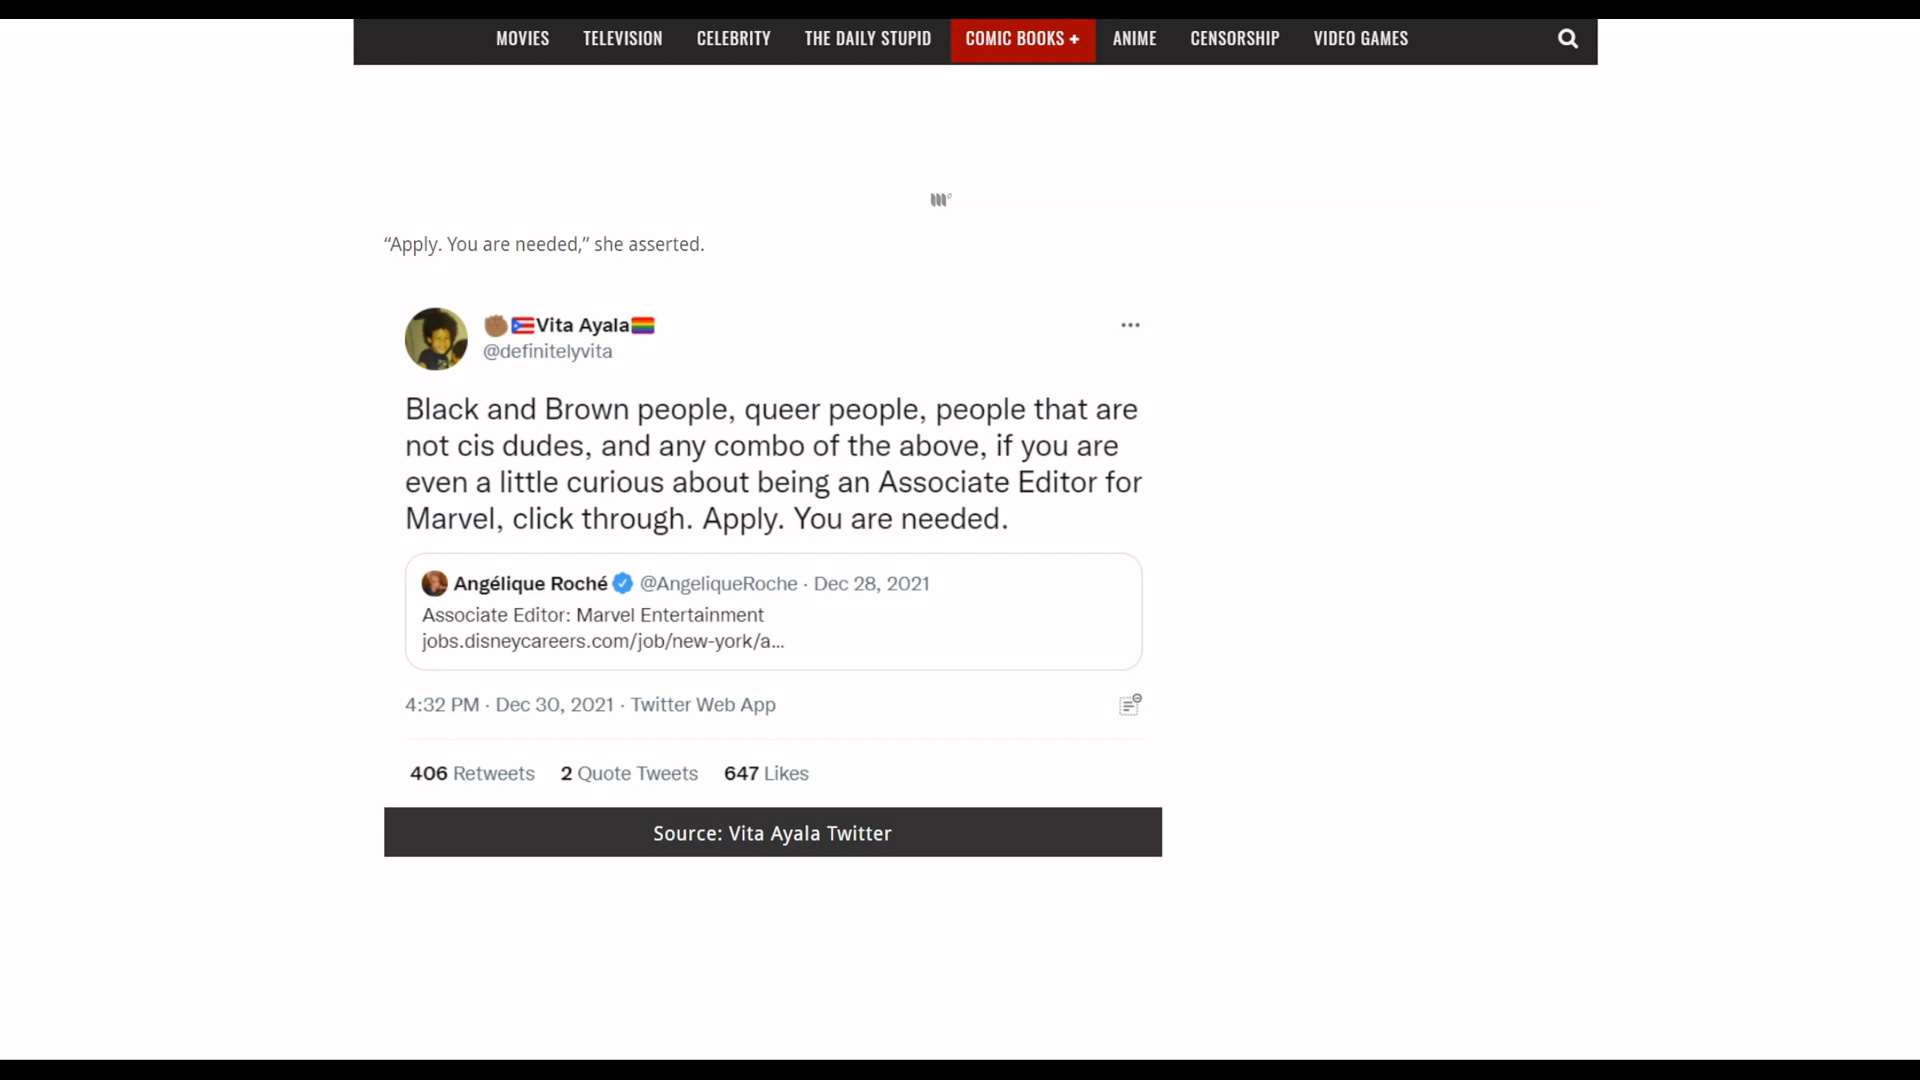 MOVIES TELEVISION CELEBRITY THE DAILY STUPID COMIC BOOKS + ANIME CENSORSHIP VIDEO GAMES
“Apply. You are needed,” she asserted.
Vita Ayala
@definitelyvita
Black and Brown people, queer people, people that are
not cis dudes, and any combo of the above, if you are
even a little curious about being an Associate Editor for
Marvel, click through. Apply. You are needed.
Angélique Roché @AngeliqueRoche · Dec 28, 2021
Associate Editor: Marvel Entertainment
jobs.disneycareers.com/job/new-york/a...
4:32 PM · Dec 30, 2021 · Twitter Web App
406 Retweets 2 Quote Tweets 647 Likes
Source: Vita Ayala Twitter